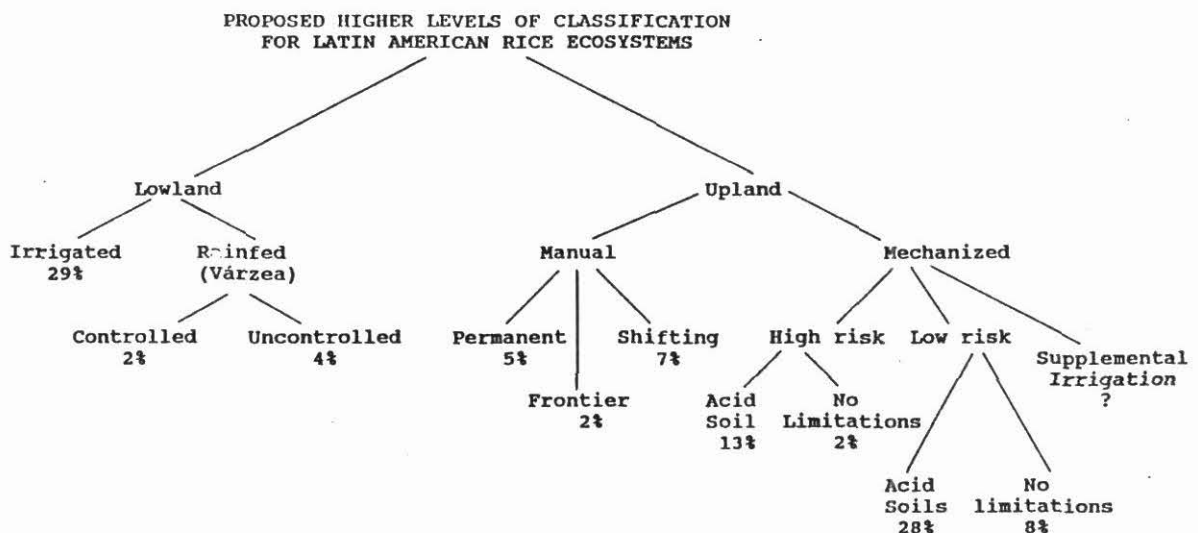 PROPOSED HIGHER LEVELS OF CLASSIFICATION
FOR LATIN AMERICAN RICE ECOSYSTEMS
Lowland
Upland
Irrigated
29%
Rainfed
(Várzea)
Manual
Mechanized
Controlled
2%
Uncontrolled
4%
Permanent
5%
Shifting
7%
High risk
Low risk
Supplemental
Irrigation
?
Frontier
2%
Acid
Soil
13%
No
Limitations
2%
Acid
Soils
28%
No
limitations
8%